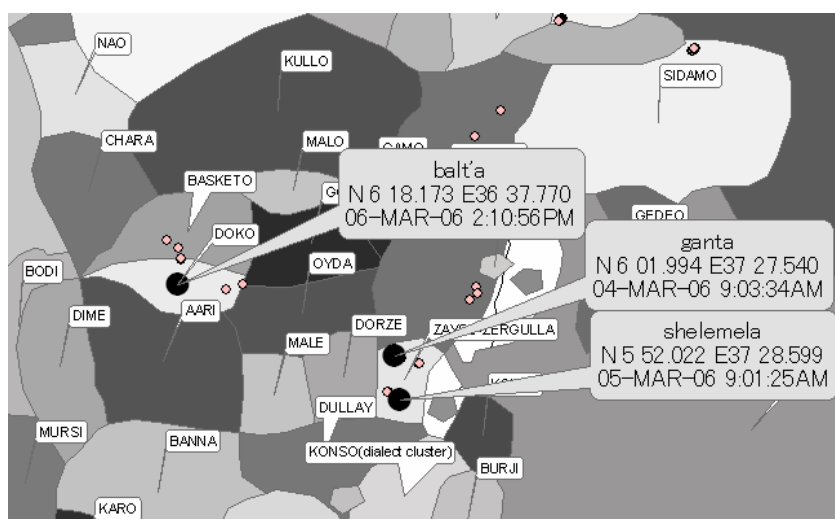 NAO
KULLO
SIDAMO
CHARA
MALO
BASKETO
balt'a
N 6 18.173 E36 37.770
06-MAR-06 2:10:56PM
GEDEO
DOKO
ganta
N 6 01.994 E37 27.540
04-MAR-06 9:03:34AM
OYDA
BODI
DIME
AARI
DORZE
MALE
shelemela
N 5 52.022 E37 28.599
05-MAR-06 9:01:25AM
DULLAY
MURSI
BANNA
KONSO(dialect cluster)
BURJI
KARO